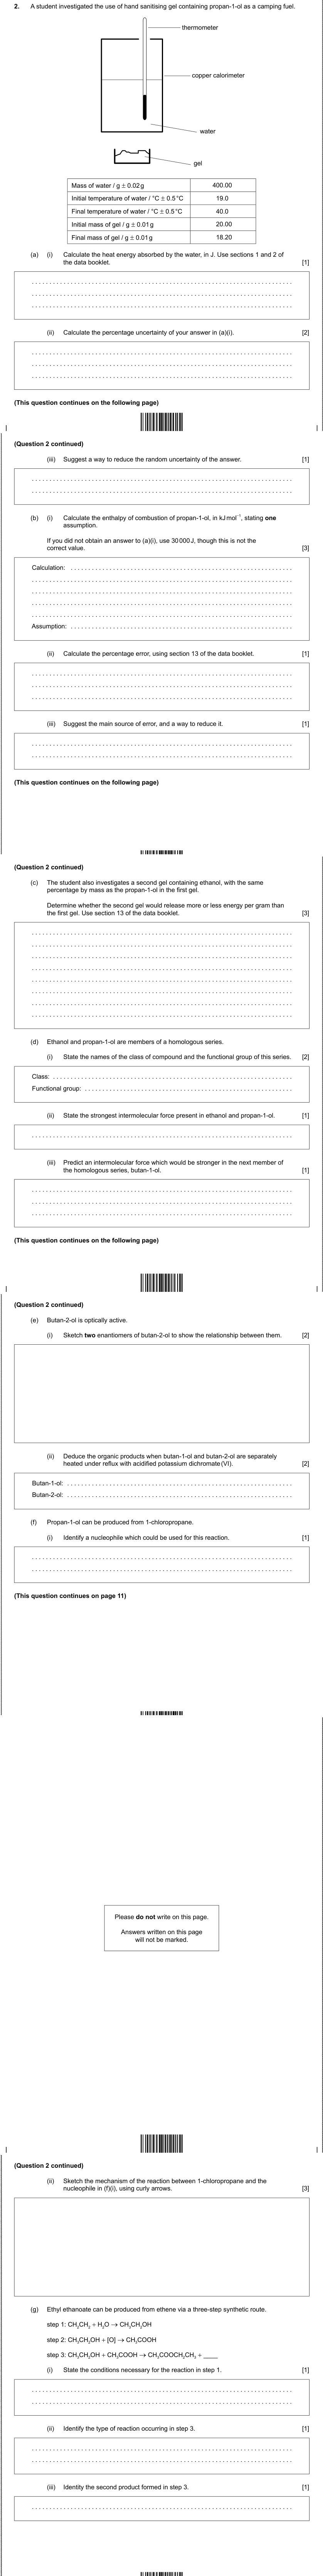 2. A student investigated the use of hand sanitising gel containing propan-1-ol as a camping fuel.
thermometer
copper calorimeter
water
gel
Mass of water / g ± 0.02 g 400.00
Initial temperature of water / °C ± 0.5 °C 19.0
Final temperature of water / °C ± 0.5 °C 40.0
Initial mass of gel / g ± 0.01 g 20.00
Final mass of gel / g ± 0.01 g 18.20
(a) (i) Calculate the heat energy absorbed by the water, in J. Use sections 1 and 2 of
the data booklet. [1]
(ii) Calculate the percentage uncertainty of your answer in (a)(i). [2]
(This question continues on the following page)
(Question 2 continued)
(iii) Suggest a way to reduce the random uncertainty of the answer. [1]
(b) (i) Calculate the enthalpy of combustion of propan-1-ol, in kJ mol⁻¹, stating one
assumption.
If you did not obtain an answer to (a)(i), use 30 000 J, though this is not the
correct value. [3]
Calculation:
Assumption:
(ii) Calculate the percentage error, using section 13 of the data booklet. [1]
(iii) Suggest the main source of error, and a way to reduce it. [1]
(This question continues on the following page)
(Question 2 continued)
(c) The student also investigates a second gel containing ethanol, with the same
percentage by mass as the propan-1-ol in the first gel.
Determine whether the second gel would release more or less energy per gram than
the first gel. Use section 13 of the data booklet. [3]
(d) Ethanol and propan-1-ol are members of a homologous series.
(i) State the names of the class of compound and the functional group of this series. [2]
Class:
Functional group:
(ii) State the strongest intermolecular force present in ethanol and propan-1-ol. [1]
(iii) Predict an intermolecular force which would be stronger in the next member of
the homologous series, butan-1-ol. [1]
(This question continues on the following page)
(Question 2 continued)
(e) Butan-2-ol is optically active.
(i) Sketch two enantiomers of butan-2-ol to show the relationship between them. [2]
(ii) Deduce the organic products when butan-1-ol and butan-2-ol are separately
heated under reflux with acidified potassium dichromate (VI). [2]
Butan-1-ol:
Butan-2-ol:
(f) Propan-1-ol can be produced from 1-chloropropane.
(i) Identify a nucleophile which could be used for this reaction. [1]
(This question continues on page 11)
Please do not write on this page.
Answers written on this page
will not be marked.
(Question 2 continued)
(ii) Sketch the mechanism of the reaction between 1-chloropropane and the
nucleophile in (f)(i), using curly arrows. [3]
(g) Ethyl ethanoate can be produced from ethene via a three-step synthetic route.
step 1: CH₂CH₂ + H₂O → CH₃CH₂OH
step 2: CH₃CH₂OH + [O] → CH₃COOH
step 3: CH₃CH₂OH + CH₃COOH → CH₃COOCH₂CH₃ + ____
(i) State the conditions necessary for the reaction in step 1. [1]
(ii) Identify the type of reaction occurring in step 3. [1]
(iii) Identity the second product formed in step 3. [1]